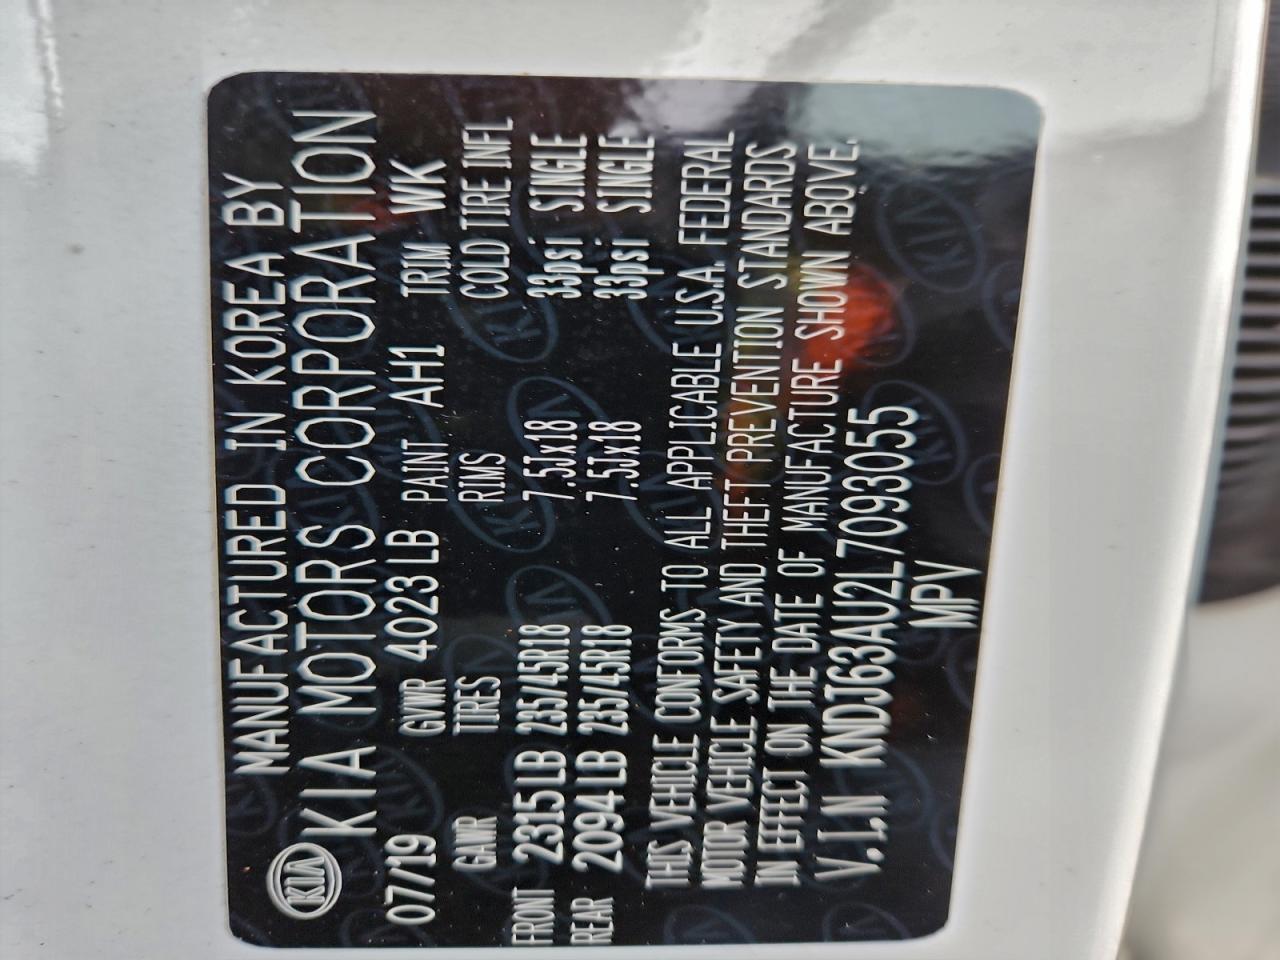 MANUFACTURED IN KOREA BY
KIA KIA MOTORS CORPORATION
07/19 GVWR 4023 LB PAINT AH1 TRIM WK
GAWR TIRES RIMS COLD TIRE INFL
FRONT 2315 LB 235/45R18 7.5Jx18 33psi SINGLE
REAR 2094 LB 235/45R18 7.5Jx18 33psi SINGLE
THIS VEHICLE CONFORMS TO ALL APPLICABLE U.S.A. FEDERAL
MOTOR VEHICLE SAFETY AND THEFT PREVENTION STANDARDS
IN EFFECT ON THE DATE OF MANUFACTURE SHOWN ABOVE.
V.I.N KNDJ63AU2L7093055
MPV